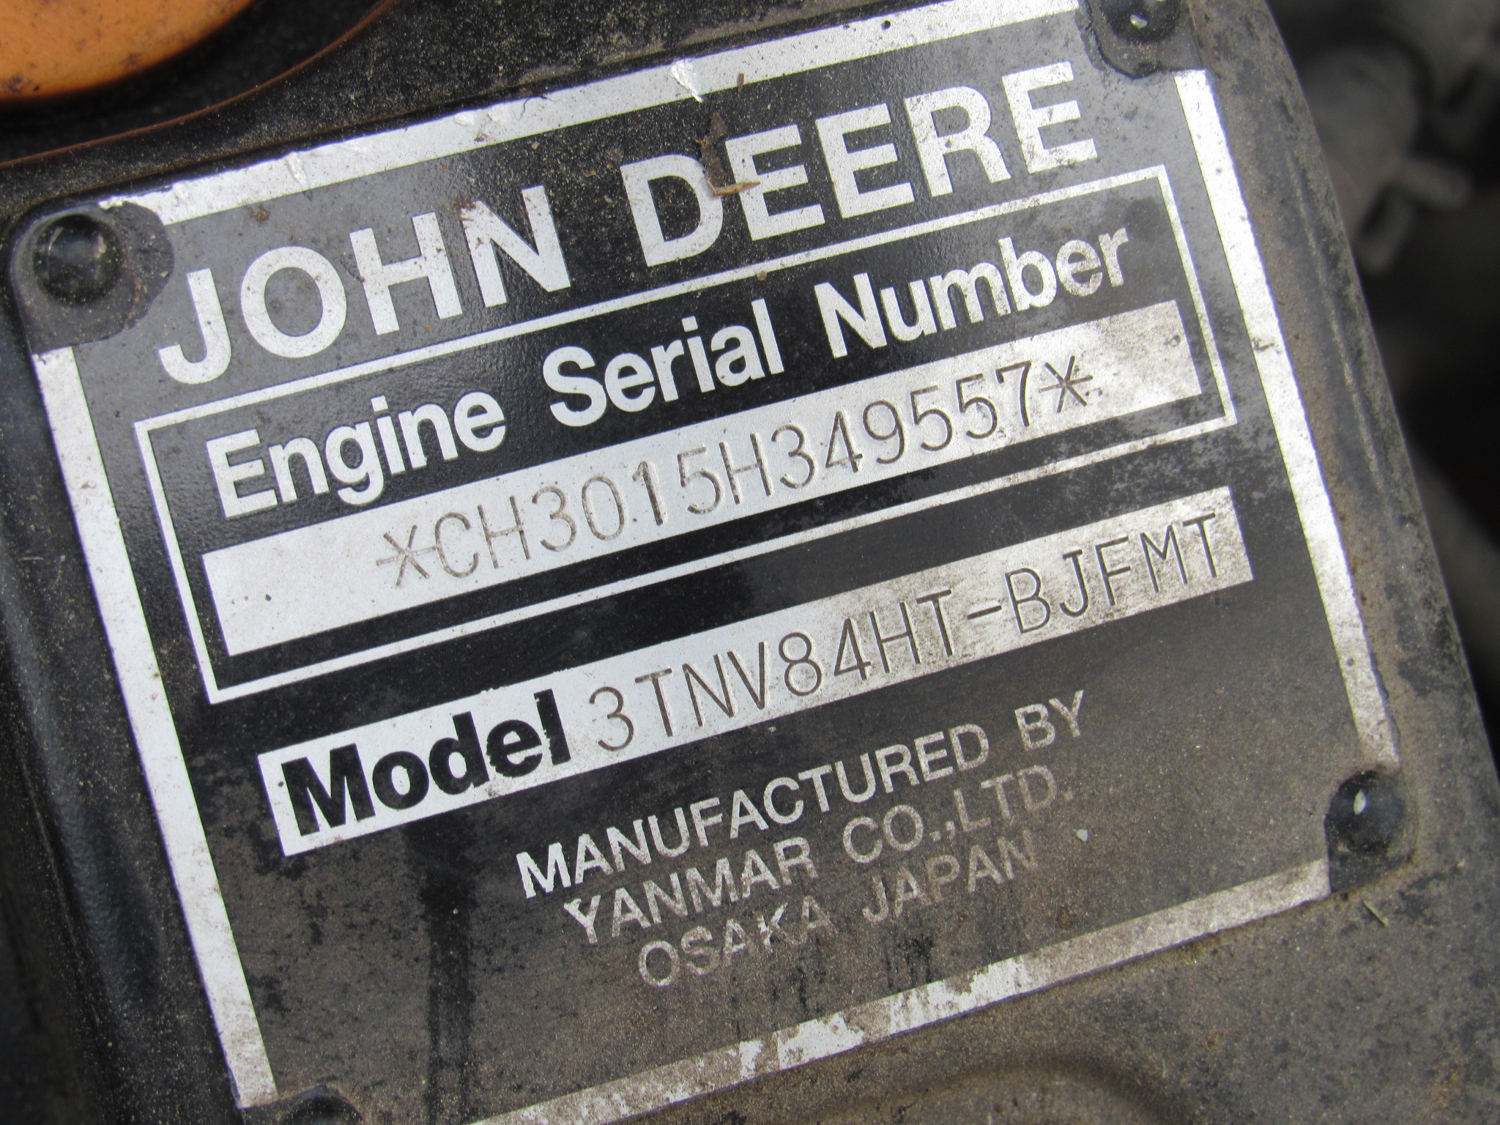 JOHN DEERE
Engine Serial Number
*CH3015H349557*
Model 3TNV84HT-BJFMT
MANUFACTURED BY
YANMAR CO.,LTD.
OSAKA JAPAN